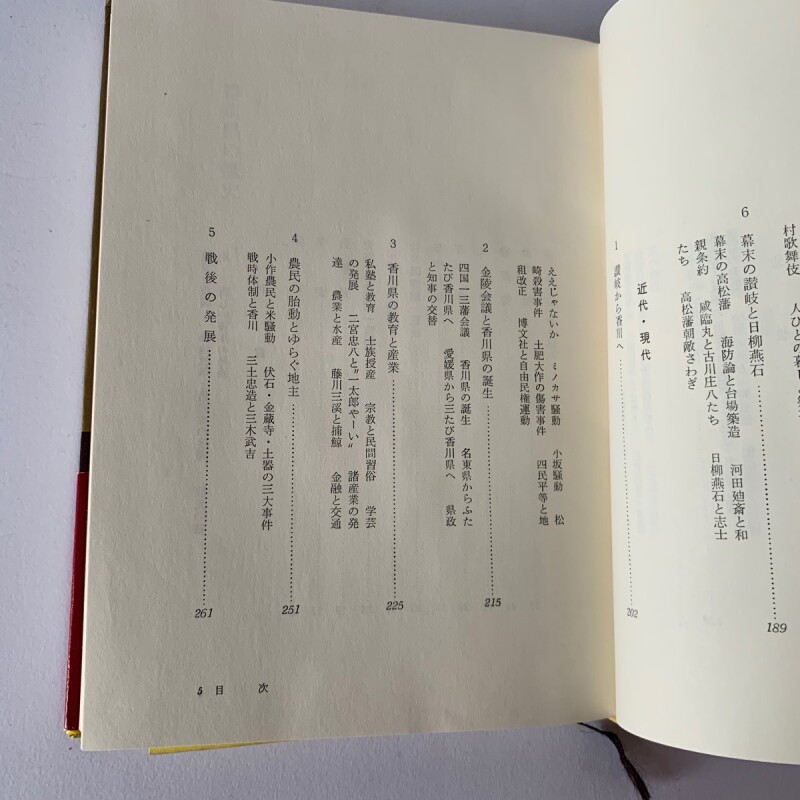 村歌舞伎
6 幕末の讃岐と日柳燕石 189
幕末の高松藩 海防論と台場築造 河田廸斎と和
親条約 咸臨丸と古川庄八たち 日柳燕石と志士
たち 高松藩朝敵さわぎ
近代・現代
1 讃岐から香川へ 202
ええじゃないか ミノカサ騒動 小坂騒動 松
崎殺害事件 土肥大作の傷害事件 四民平等と地
租改正 博文社と自由民権運動
2 金陵会議と香川県の誕生 215
四国一三藩会議 香川県の誕生 名東県からふた
たび香川県へ 愛媛県から三たび香川県へ 県政
と知事の交替
3 香川県の教育と産業 225
私塾と教育 士族授産 宗教と民間習俗 学芸
の発展 二宮忠八と"一太郎やーい" 諸産業の発
達 農業と水産 藤川三溪と捕鯨 金融と交通
4 農民の胎動とゆらぐ地主 251
小作農民と米騒動 伏石・金蔵寺・土器の三大事件
戦時体制と香川 三土忠造と三木武吉
5 戦後の発展 261
5 目 次